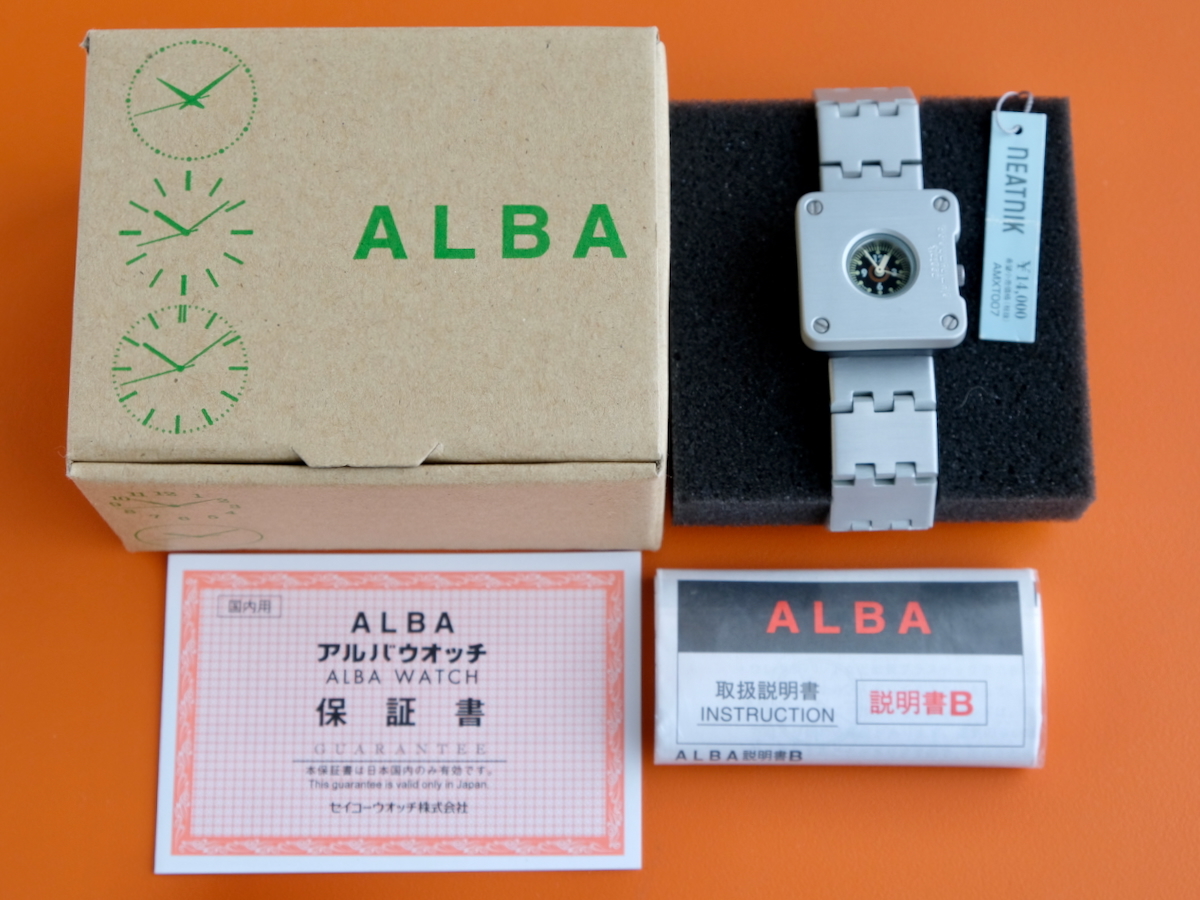 ALBA
NEATNIK
¥14,000
AMXT007
国内用
ALBA
アルバウオッチ
ALBA WATCH
保証書
GUARANTEE
本保証書は日本国内のみ有効です。
This guarantee is valid only in Japan.
セイコーウオッチ株式会社
ALBA
取扱説明書
INSTRUCTION
説明書B
ALBA説明書B